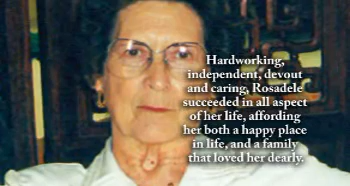 Hardworking,
independent, devout
and caring, Rosadele
succeeded in all aspect
of her life, affording
her both a happy place
in life, and a family
that loved her dearly.